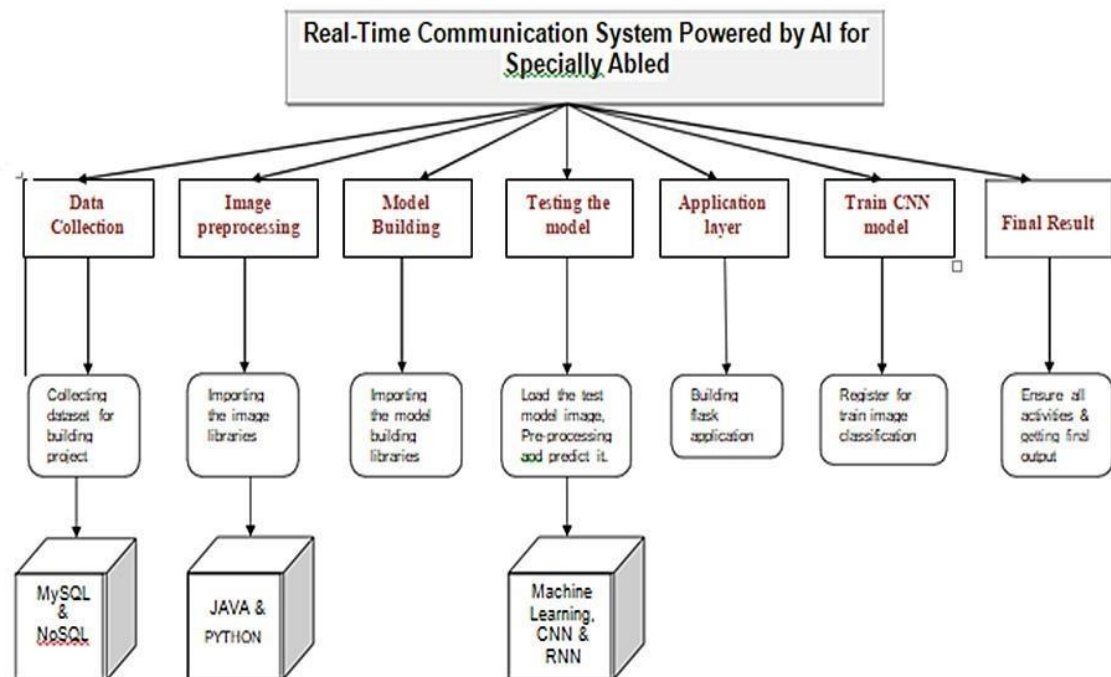 Real-Time Communication System Powered by AI for
Specially Abled
Data
Collection
Image
preprocessing
Model
Building
Testing the
model
Application
layer
Train CNN
model
Final Result
Collecting
dataset for
building
project
Importing
the image
libraries
Importing
the model
building
libraries
Load the test
model image,
Pre-processing
and predict it.
Building
flask
application
Register for
train image
classification
Ensure all
activities &
getting final
output
MySQL
&
NoSQL
JAVA &
PYTHON
Machine
Learning,
CNN &
RNN